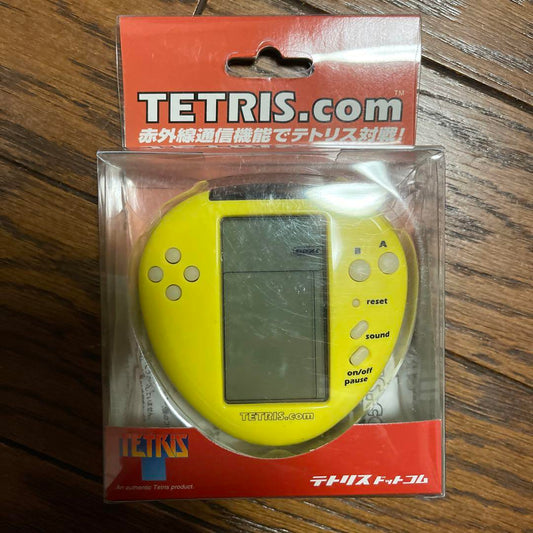 TETRIS.com™
赤外線通信機能でテトリス対戦!
B A
reset
sound
on/off
pause
TETRIS.com
TETRIS
An authentic Tetris product.
テトリスドットコム